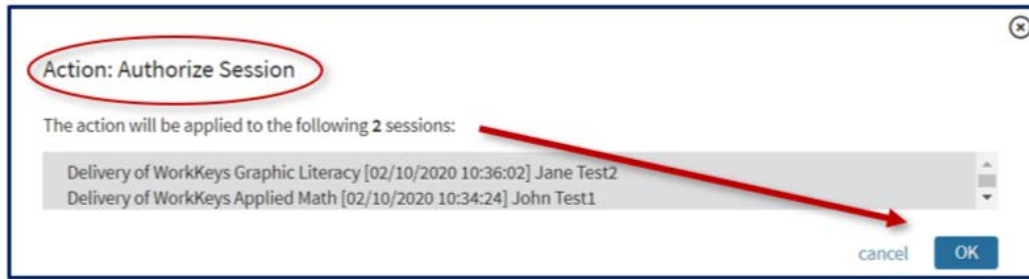 Action: Authorize Session
The action will be applied to the following 2 sessions:
Delivery of WorkKeys Graphic Literacy [02/10/2020 10:36:02] Jane Test2
Delivery of WorkKeys Applied Math [02/10/2020 10:34:24] John Test1
cancel OK